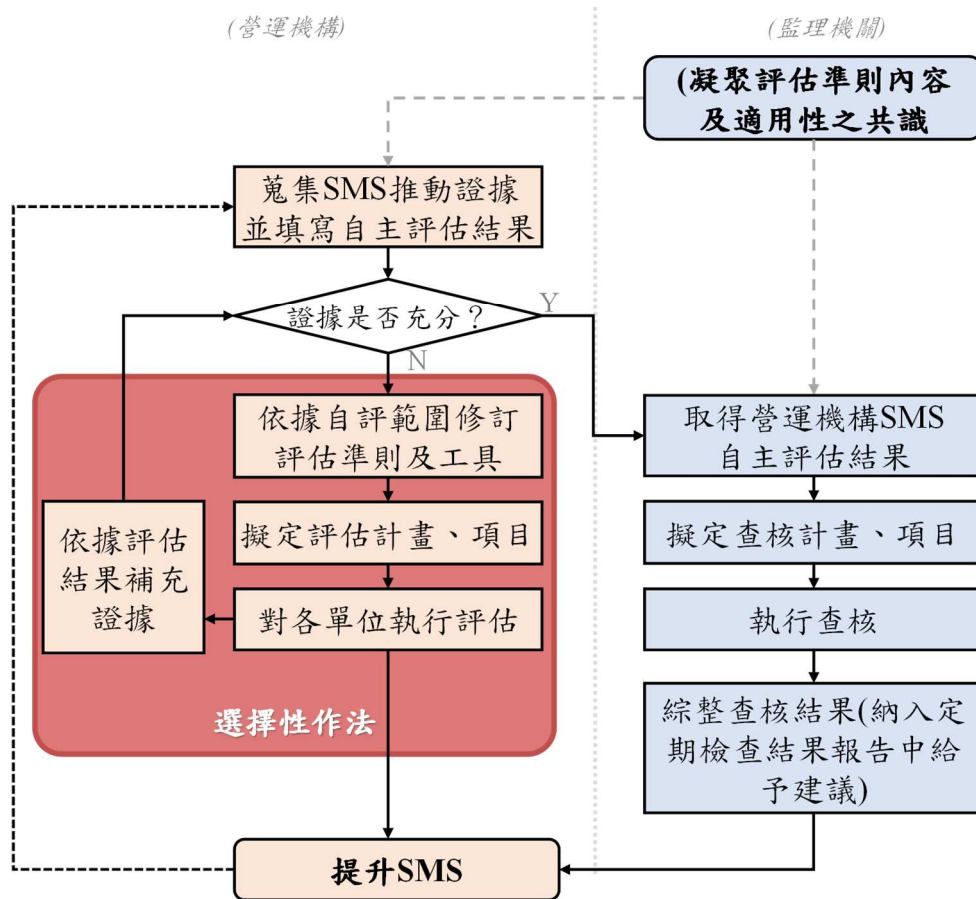 (營運機構)
(監理機關)
(凝聚評估準則內容
及適用性之共識
蒐集SMS推動證據
並填寫自主評估結果
證據是否充分？
Y
N
依據自評範圍修訂
評估準則及工具
擬定評估計畫、項目
對各單位執行評估
依據評估
結果補充
證據
選擇性作法
取得營運機構SMS
自主評估結果
擬定查核計畫、項目
執行查核
綜整查核結果(納入定
期檢查結果報告中給
予建議)
提升SMS